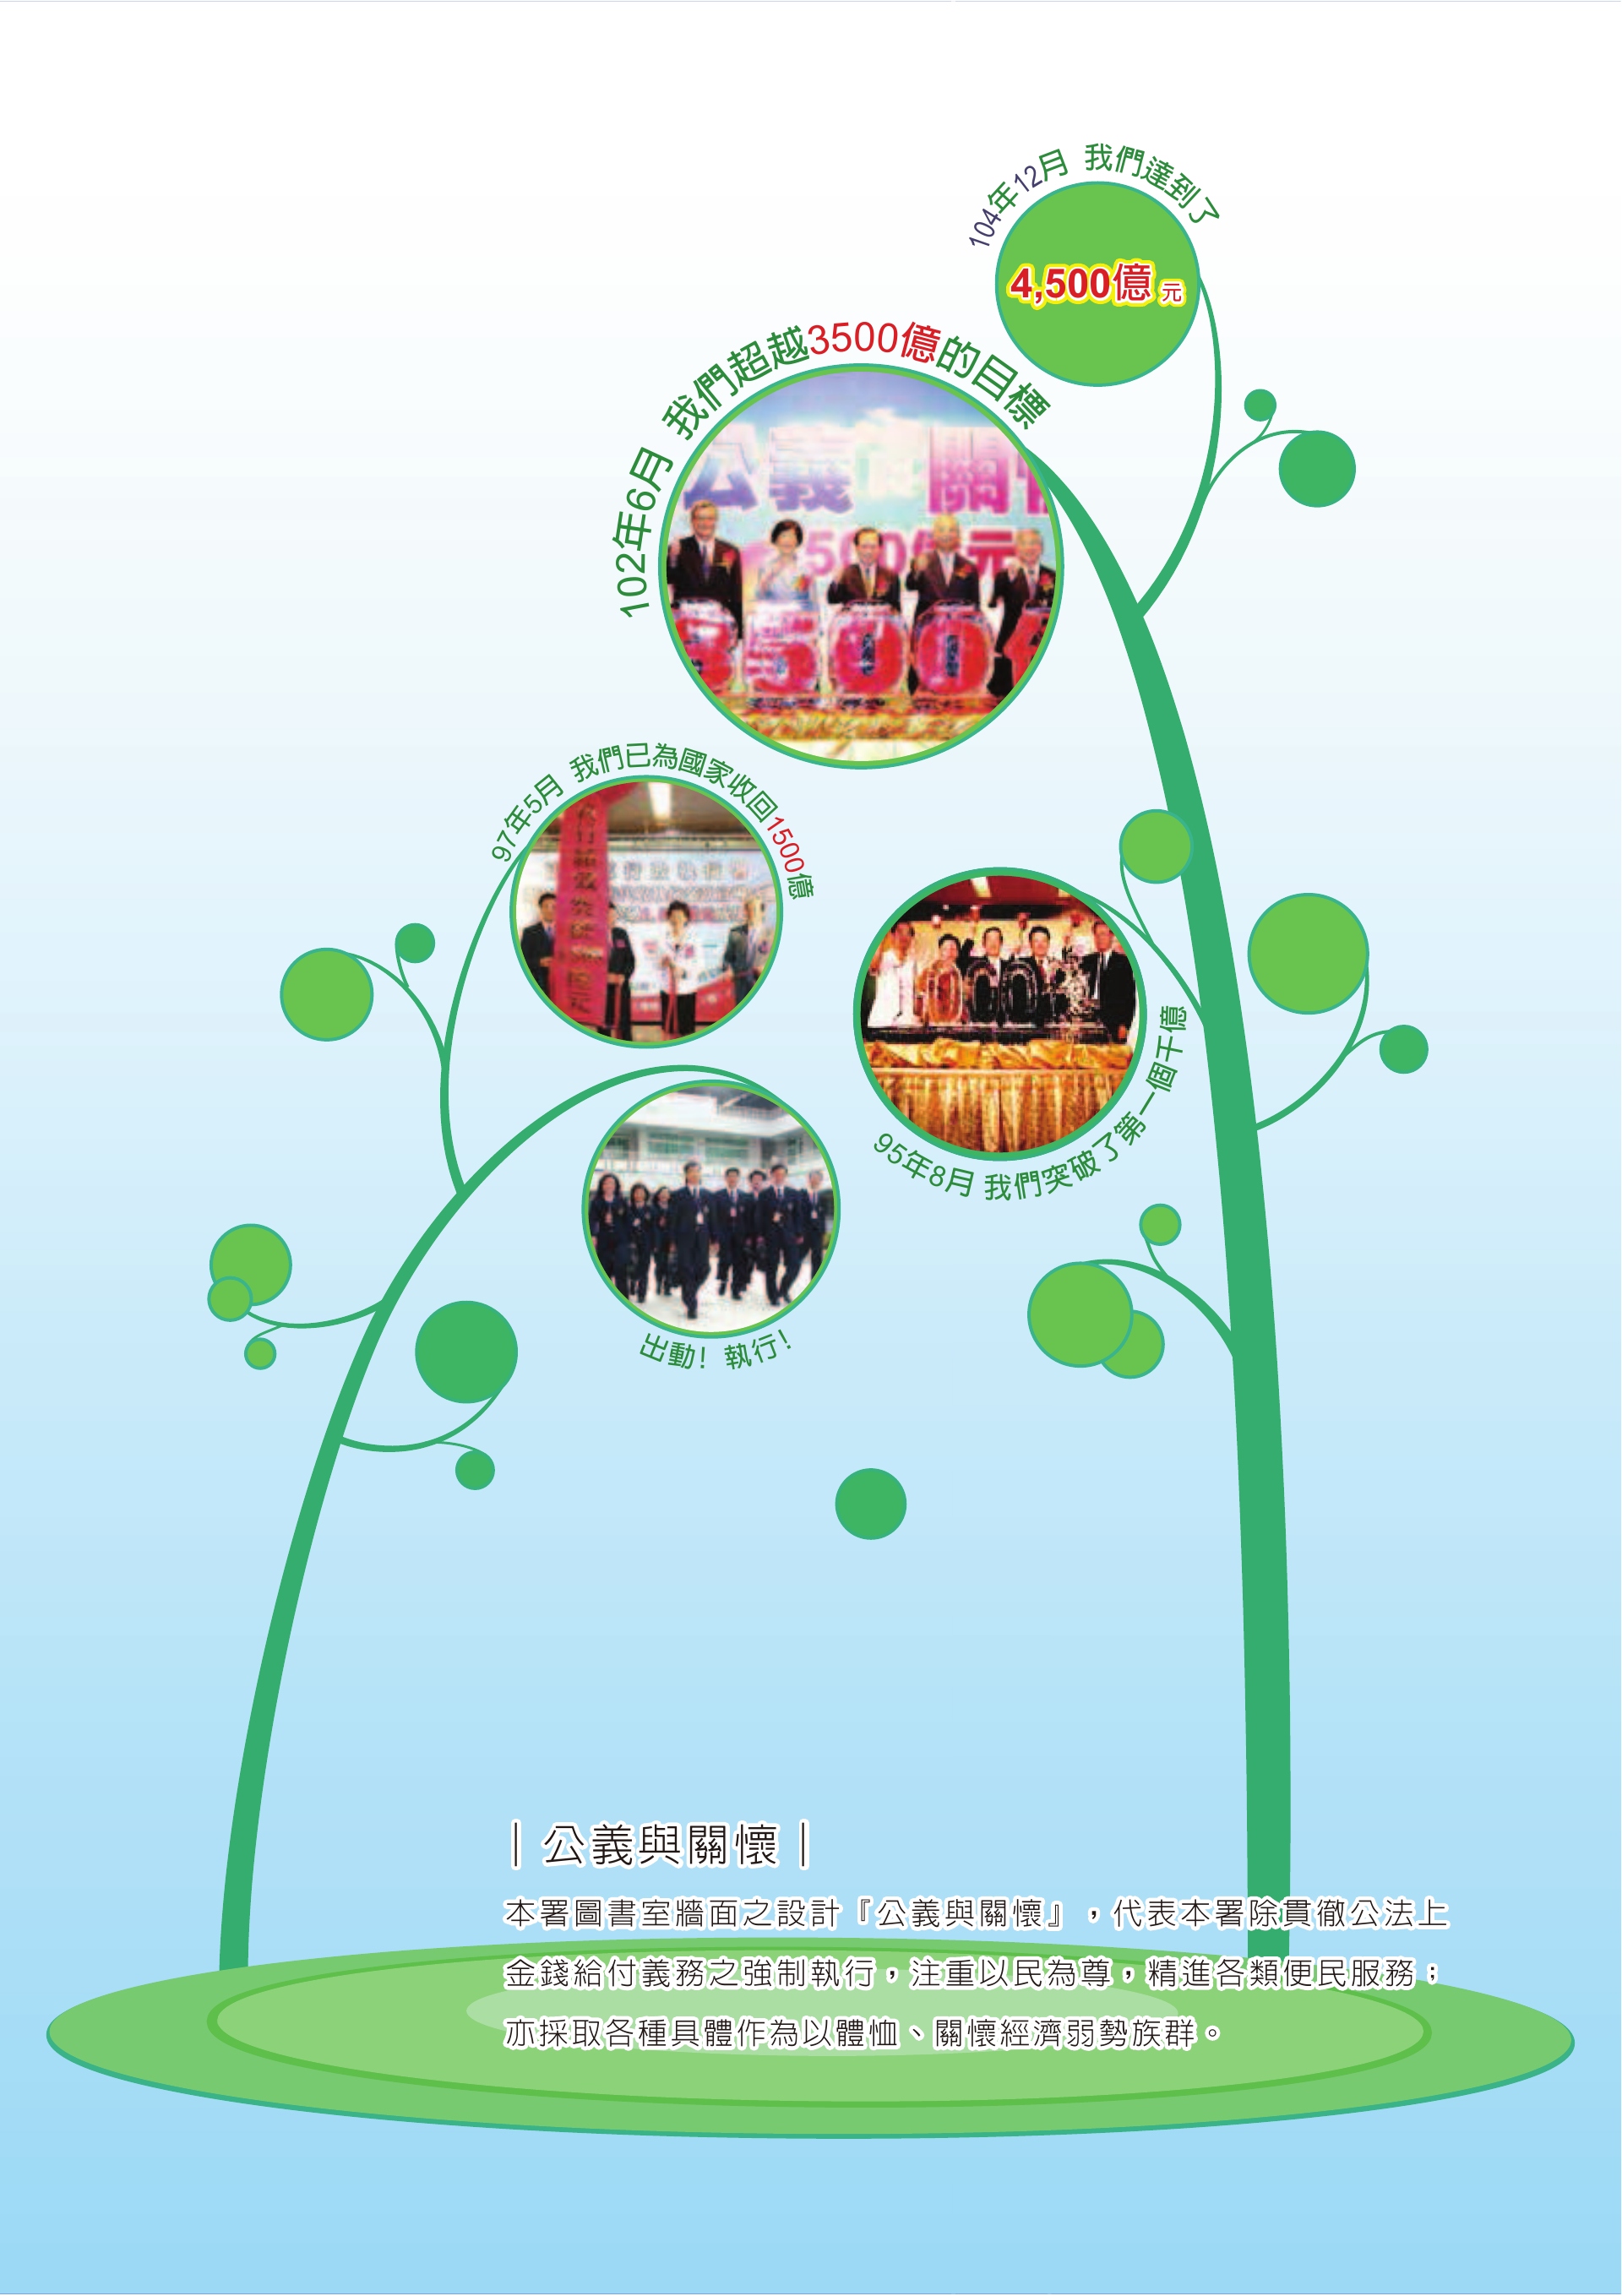 104年12月 我們達到了
4,500億元
102年6月 我們超越3500億的目標
公義 關
500 元
3500
97年5月 我們已為國家收回1500億
95年8月 我們突破了第一個千億
出動！執行！
｜公義與關懷｜
本署圖書室牆面之設計『公義與關懷』，代表本署除貫徹公法上
金錢給付義務之強制執行，注重以民為尊，精進各類便民服務；
亦採取各種具體作為以體恤、關懷經濟弱勢族群。